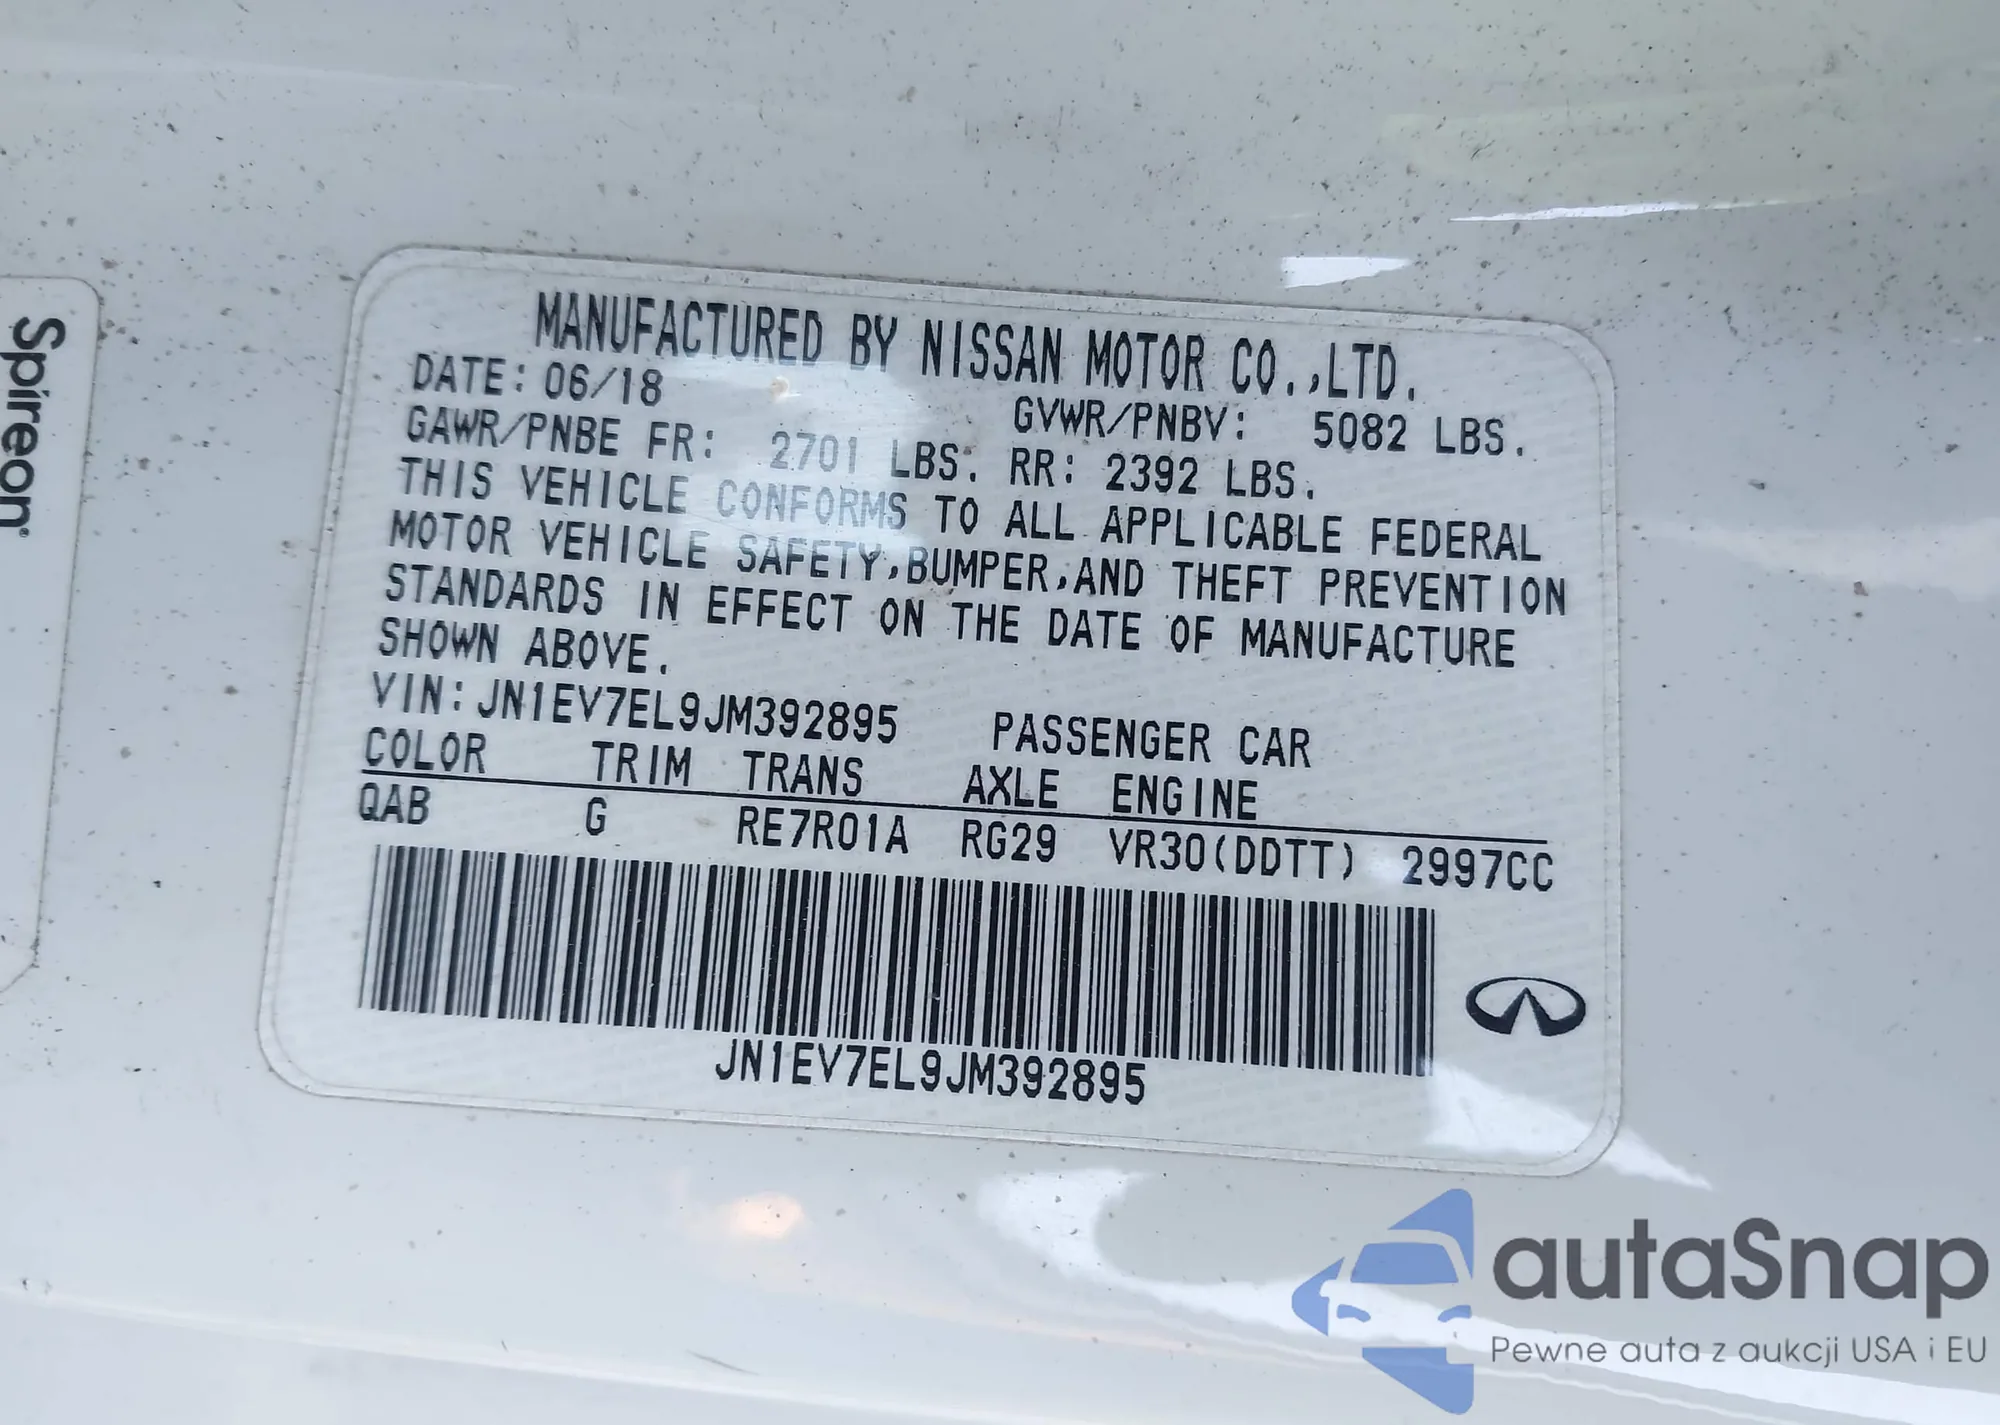 Spireon
MANUFACTURED BY NISSAN MOTOR CO.,LTD.
DATE: 06/18
GVWR/PNBV: 5082 LBS.
GAWR/PNBE FR: 2701 LBS. RR: 2392 LBS.
THIS VEHICLE CONFORMS TO ALL APPLICABLE FEDERAL
MOTOR VEHICLE SAFETY,BUMPER,AND THEFT PREVENTION
STANDARDS IN EFFECT ON THE DATE OF MANUFACTURE
SHOWN ABOVE.
VIN: JN1EV7EL9JM392895 PASSENGER CAR
COLOR TRIM TRANS AXLE ENGINE
QAB G RE7R01A RG29 VR30(DDTT) 2997CC
JN1EV7EL9JM392895
autaSnap
Pewne auta z aukcji USA i EU